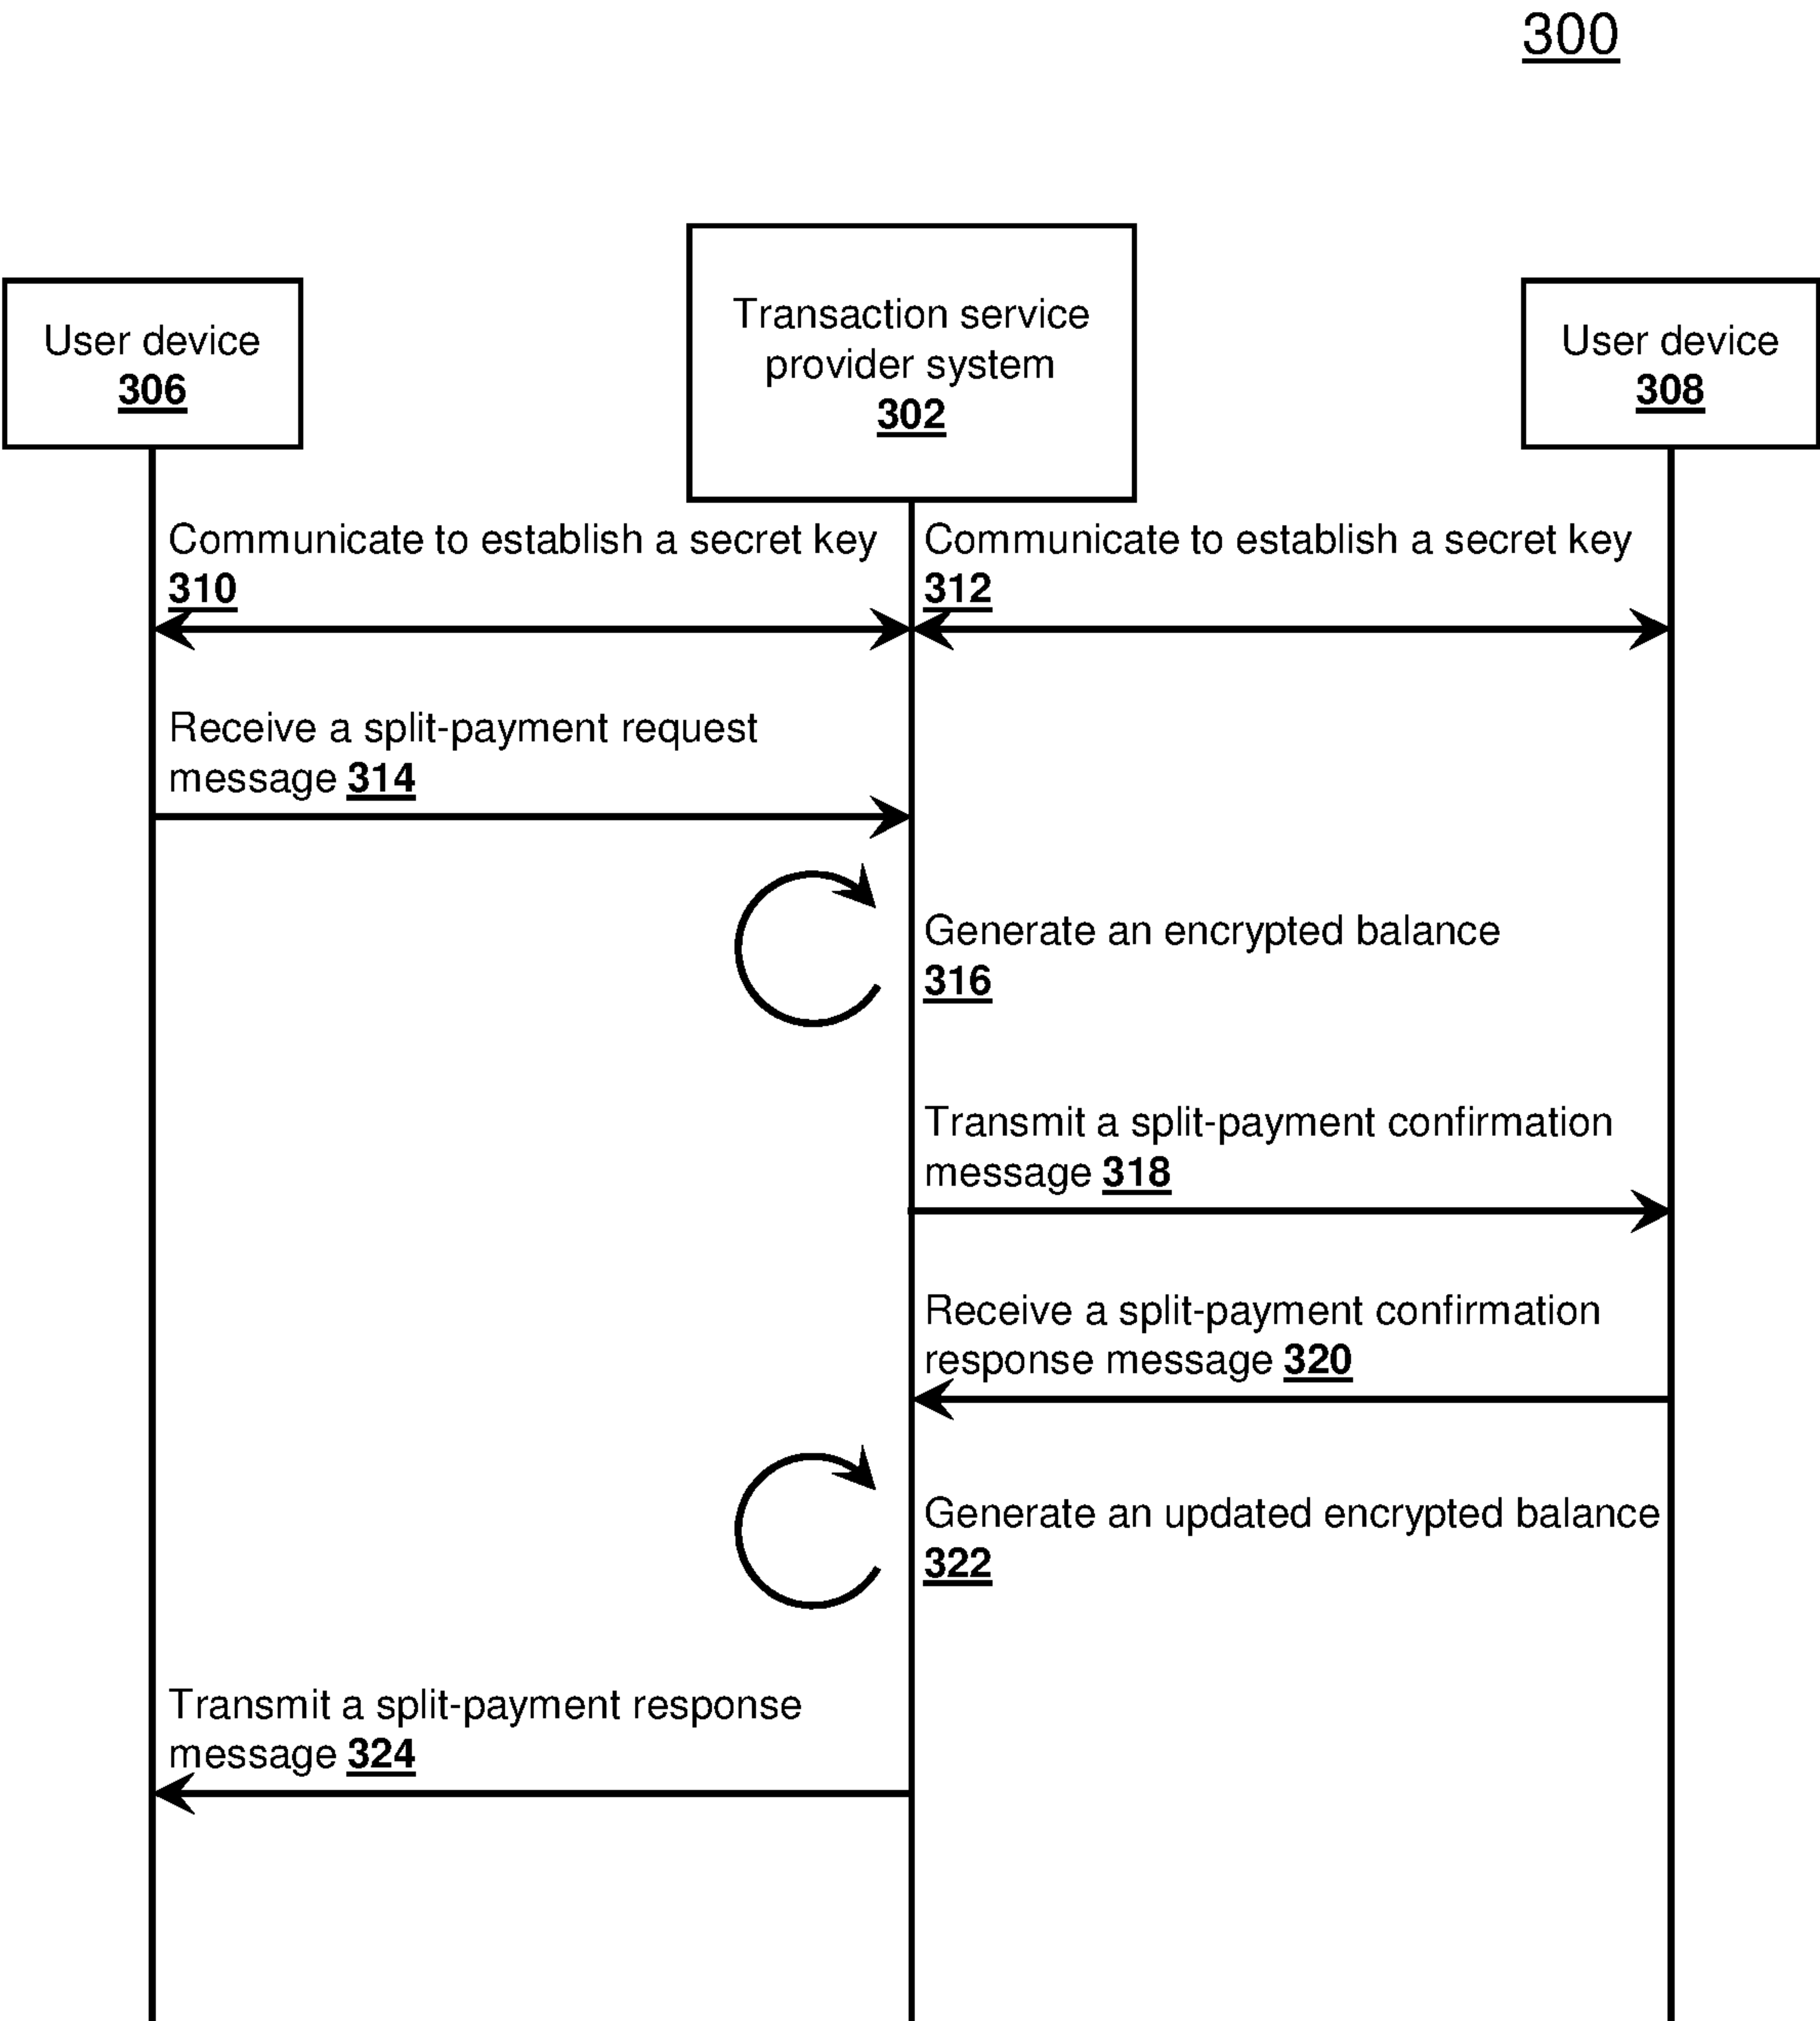 300
User device
306
Transaction service
provider system
302
User device
308
Communicate to establish a secret key
310
Communicate to establish a secret key
312
Receive a split-payment request
message 314
Generate an encrypted balance
316
Transmit a split-payment confirmation
message 318
Receive a split-payment confirmation
response message 320
Generate an updated encrypted balance
322
Transmit a split-payment response
message 324